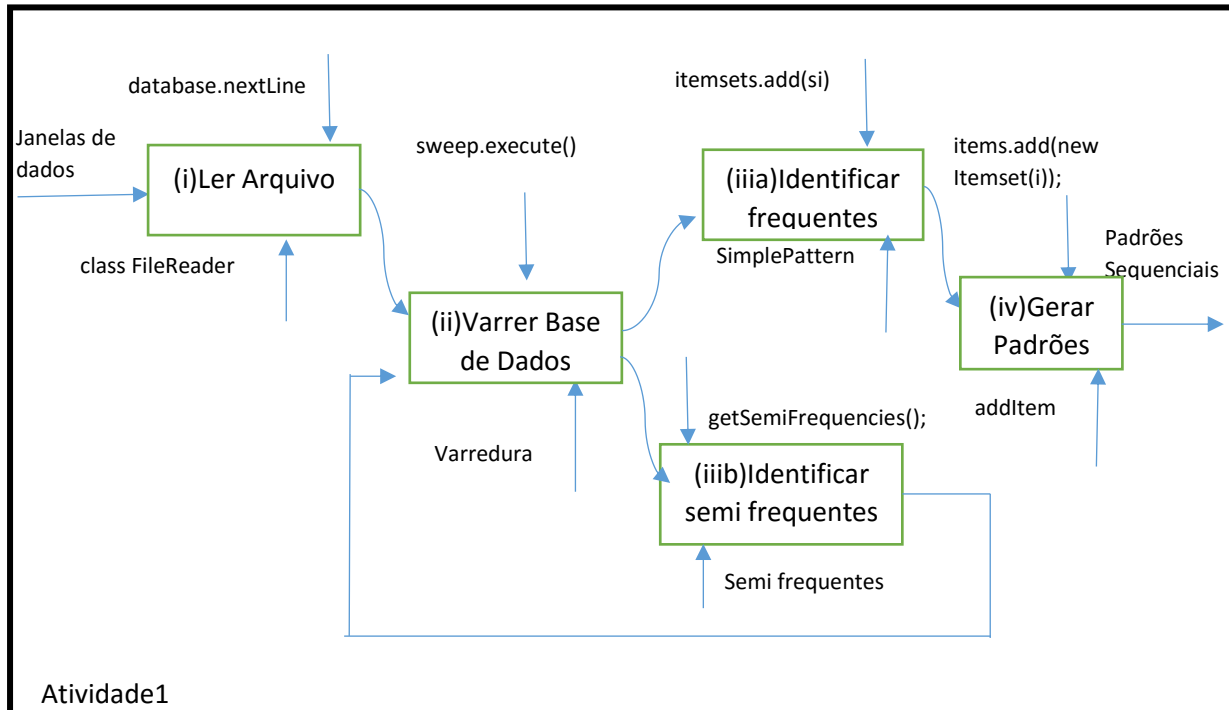 database.nextLine
itemsets.add(si)
Janelas de
dados
sweep.execute()
items.add(new
Itemset(i));
(i)Ler Arquivo
(iiia)Identificar
frequentes
class FileReader
SimplePattern
Padrões
Sequenciais
(ii)Varrer Base
de Dados
(iv)Gerar
Padrões
getSemiFrequencies();
addItem
Varredura
(iiib)Identificar
semi frequentes
Semi frequentes
Atividade1